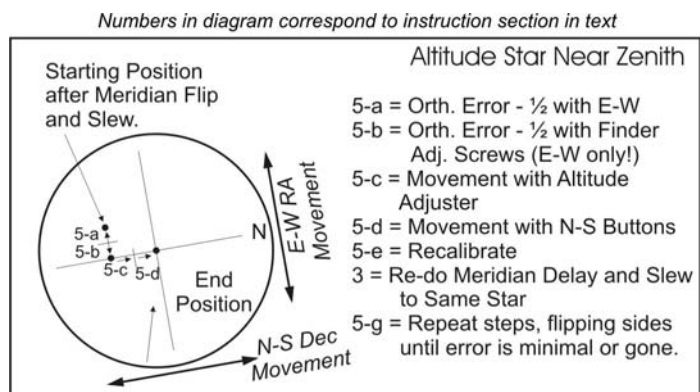 Numbers in diagram correspond to instruction section in text
Altitude Star Near Zenith
Starting Position
after Meridian Flip
and Slew.
5-a
5-b
5-c
5-d
N
E-W RA
Movement
End
Position
N-S Dec
Movement
5-a = Orth. Error - ½ with E-W
5-b = Orth. Error - ½ with Finder
Adj. Screws (E-W only!)
5-c = Movement with Altitude
Adjuster
5-d = Movement with N-S Buttons
5-e = Recalibrate
3 = Re-do Meridian Delay and Slew
to Same Star
5-g = Repeat steps, flipping sides
until error is minimal or gone.